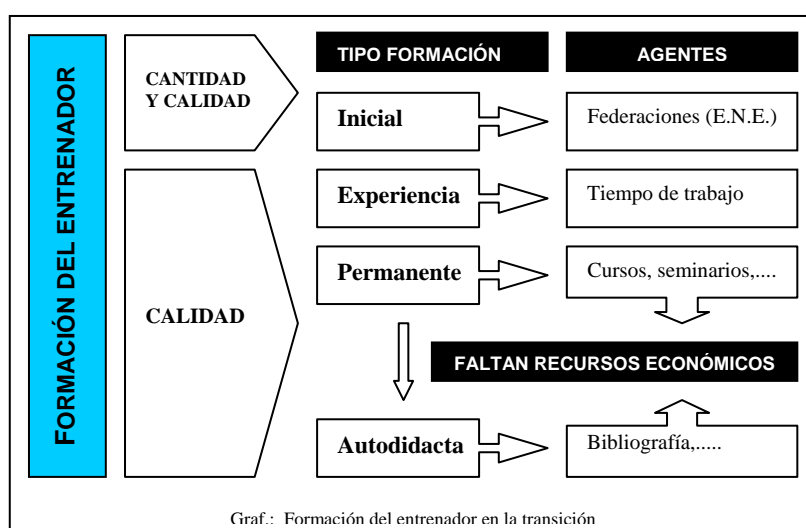 FORMACIÓN DEL ENTRENADOR
CANTIDAD
Y CALIDAD
CALIDAD
TIPO FORMACIÓN
AGENTES
Inicial
Federaciones (E.N.E.)
Experiencia
Tiempo de trabajo
Permanente
Cursos, seminarios,....
FALTAN RECURSOS ECONÓMICOS
Autodidacta
Bibliografía,.....
Graf.: Formación del entrenador en la transición